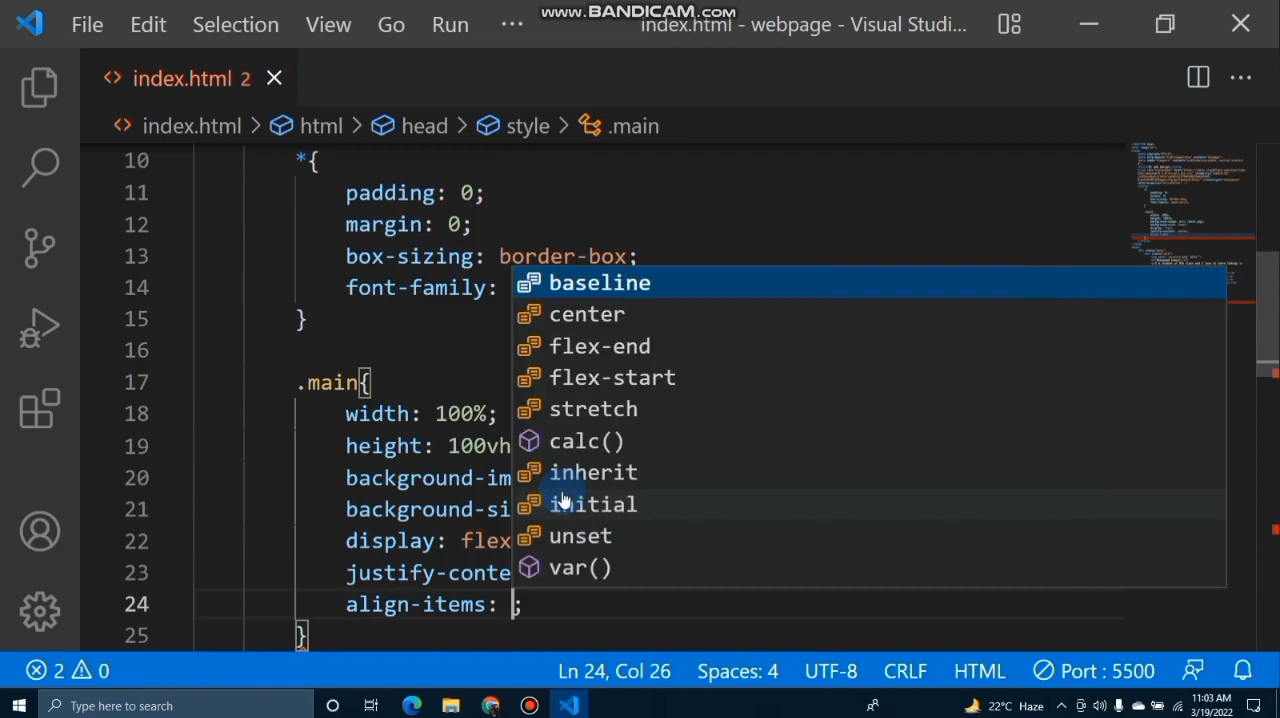 www.BANDICAM.com
File Edit Selection View Go Run ··· index.html - webpage - Visual Studi...
index.html 2
index.html > html > head > style > .main
10 *{
11 padding: 0;
12 margin: 0;
13 box-sizing: border-box;
14 font-family:
15 }
16
17 .main{
18 width: 100%;
19 height: 100vh
20 background-im
21 background-si
22 display: flex
23 justify-conte
24 align-items: ;
25 }
baseline
center
flex-end
flex-start
stretch
calc()
inherit
initial
unset
var()
2 0 Ln 24, Col 26 Spaces: 4 UTF-8 CRLF HTML Port : 5500
Type here to search 22°C Haze 11:03 AM
3/19/2022